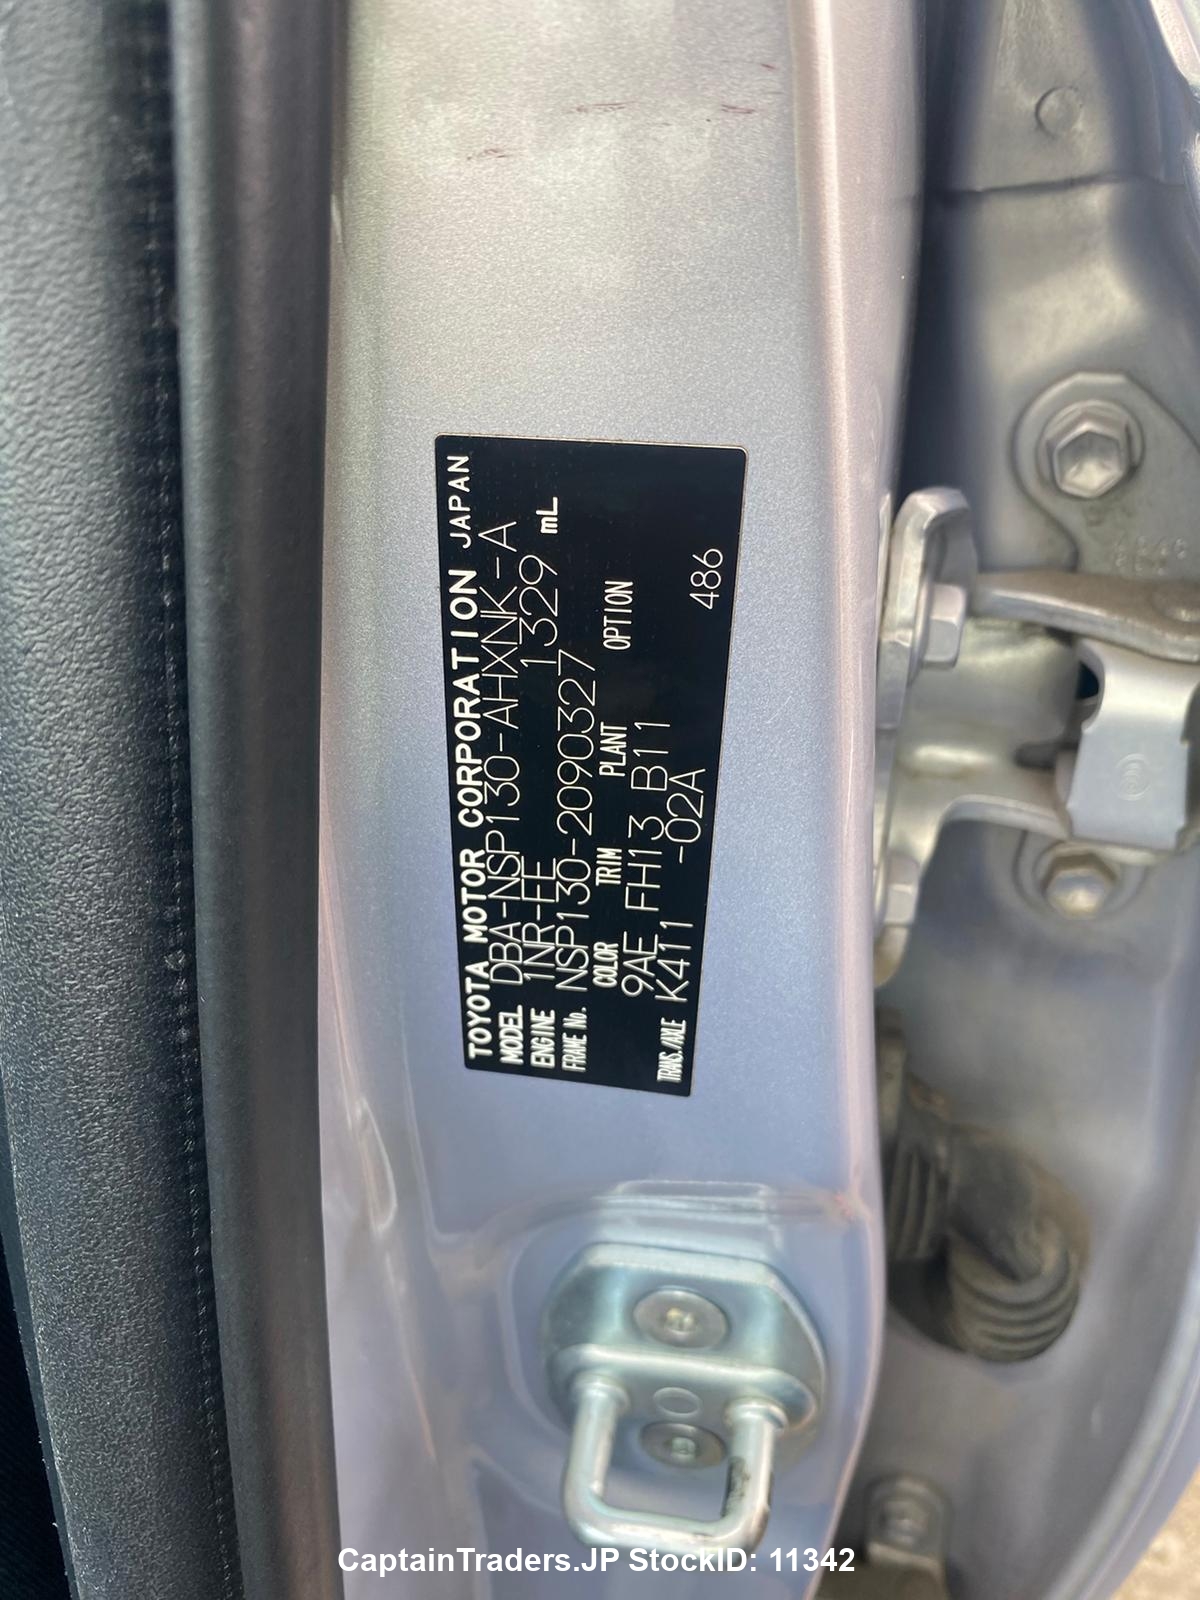 TOYOTA MOTOR CORPORATION JAPAN
MODEL DBA-NSP130-AHXNK-A
ENGINE 1NR-FE 1329 mL
FRAME No. NSP130-2090327
COLOR TRIM PLANT OPTION
9AE FH13 B11
TRANS./AXLE K411 -02A 486
CaptainTraders.JP StockID: 11342